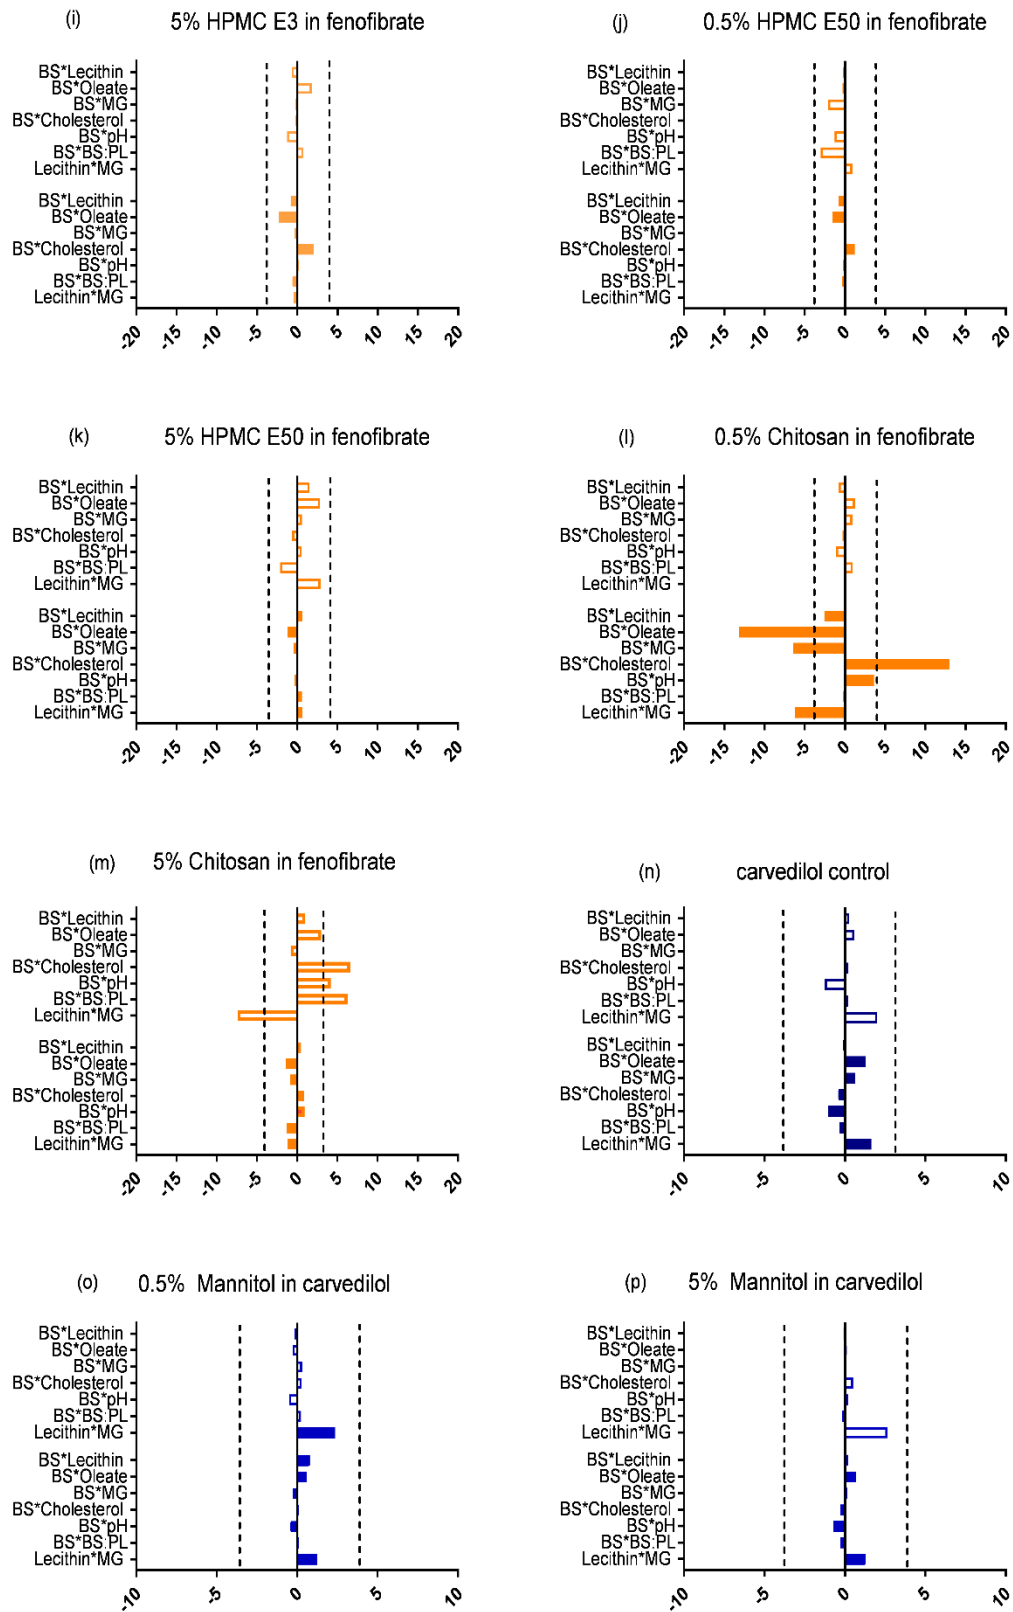 (i) 5% HPMC E3 in fenofibrate
BS*Lecithin
BS*Oleate
BS*MG
BS*Cholesterol
BS*pH
BS*BS:PL
Lecithin*MG
BS*Lecithin
BS*Oleate
BS*MG
BS*Cholesterol
BS*pH
BS*BS:PL
Lecithin*MG
-20 -15 -10 -5 0 5 10 15 20
(j) 0.5% HPMC E50 in fenofibrate
BS*Lecithin
BS*Oleate
BS*MG
BS*Cholesterol
BS*pH
BS*BS:PL
Lecithin*MG
BS*Lecithin
BS*Oleate
BS*MG
BS*Cholesterol
BS*pH
BS*BS:PL
Lecithin*MG
-20 -15 -10 -5 0 5 10 15 20
(k) 5% HPMC E50 in fenofibrate
BS*Lecithin
BS*Oleate
BS*MG
BS*Cholesterol
BS*pH
BS*BS:PL
Lecithin*MG
BS*Lecithin
BS*Oleate
BS*MG
BS*Cholesterol
BS*pH
BS*BS:PL
Lecithin*MG
-20 -15 -10 -5 0 5 10 15 20
(l) 0.5% Chitosan in fenofibrate
BS*Lecithin
BS*Oleate
BS*MG
BS*Cholesterol
BS*pH
BS*BS:PL
Lecithin*MG
BS*Lecithin
BS*Oleate
BS*MG
BS*Cholesterol
BS*pH
BS*BS:PL
Lecithin*MG
-20 -15 -10 -5 0 5 10 15 20
(m) 5% Chitosan in fenofibrate
BS*Lecithin
BS*Oleate
BS*MG
BS*Cholesterol
BS*pH
BS*BS:PL
Lecithin*MG
BS*Lecithin
BS*Oleate
BS*MG
BS*Cholesterol
BS*pH
BS*BS:PL
Lecithin*MG
-20 -15 -10 -5 0 5 10 15 20
(n) carvedilol control
BS*Lecithin
BS*Oleate
BS*MG
BS*Cholesterol
BS*pH
BS*BS:PL
Lecithin*MG
BS*Lecithin
BS*Oleate
BS*MG
BS*Cholesterol
BS*pH
BS*BS:PL
Lecithin*MG
-10 -5 0 5 10
(o) 0.5% Mannitol in carvedilol
BS*Lecithin
BS*Oleate
BS*MG
BS*Cholesterol
BS*pH
BS*BS:PL
Lecithin*MG
BS*Lecithin
BS*Oleate
BS*MG
BS*Cholesterol
BS*pH
BS*BS:PL
Lecithin*MG
-10 -5 0 5 10
(p) 5% Mannitol in carvedilol
BS*Lecithin
BS*Oleate
BS*MG
BS*Cholesterol
BS*pH
BS*BS:PL
Lecithin*MG
BS*Lecithin
BS*Oleate
BS*MG
BS*Cholesterol
BS*pH
BS*BS:PL
Lecithin*MG
-10 -5 0 5 10